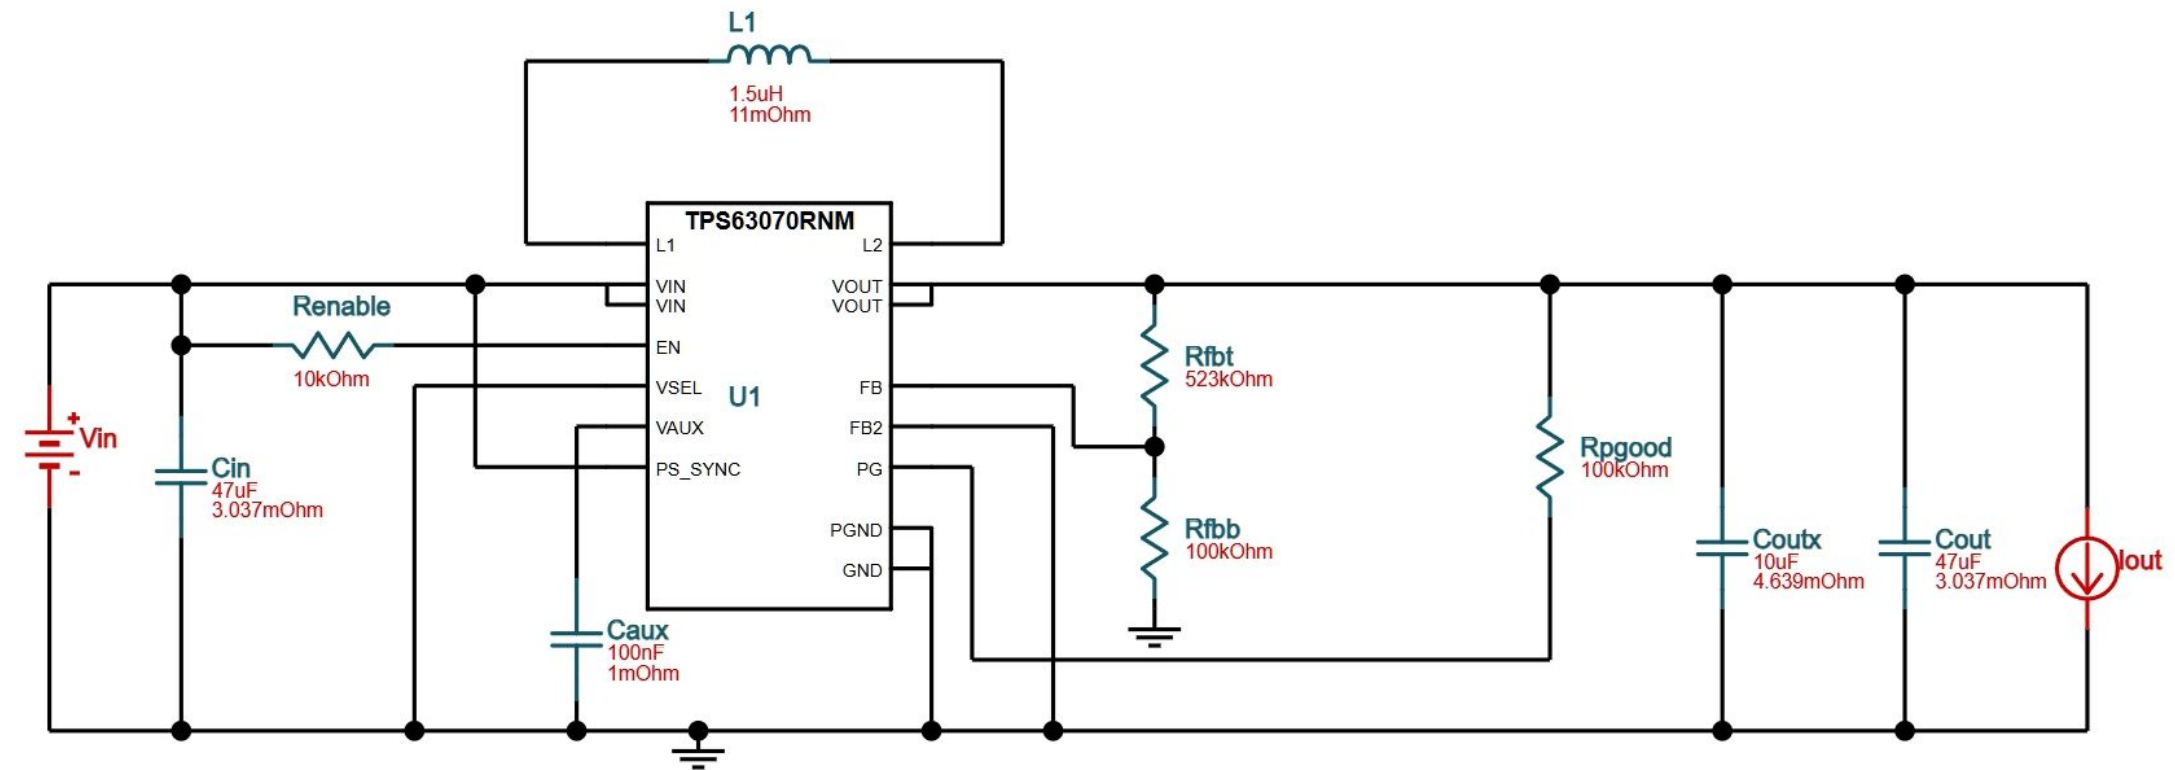 L1
1.5uH
11mOhm
TPS63070RNM
L1
L2
VIN
VOUT
VIN
VOUT
Renable
10kOhm
EN
VSEL
FB
U1
VAUX
FB2
PS_SYNC
PG
PGND
GND
+
Vin
-
Cin
47uF
3.037mOhm
Caux
100nF
1mOhm
Rfbt
523kOhm
Rfbb
100kOhm
Rpgood
100kOhm
Coutx
10uF
4.639mOhm
Cout
47uF
3.037mOhm
Iout